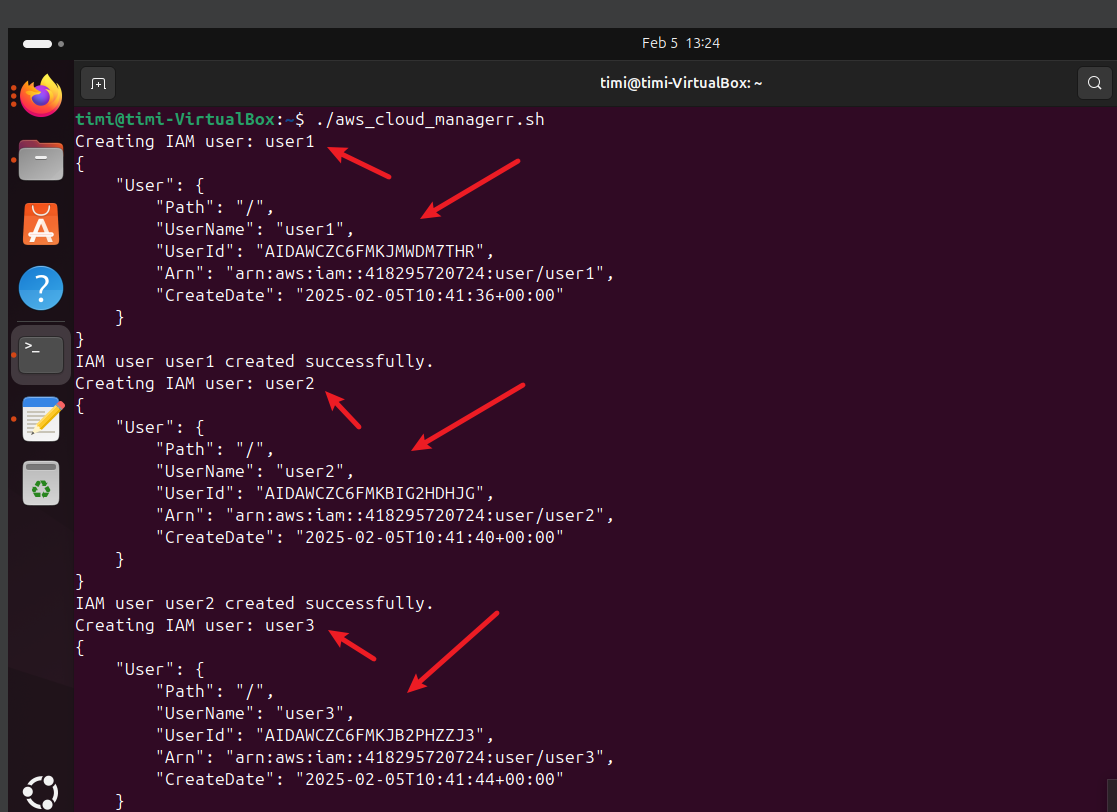 Feb 5 13:24
timi@timi-VirtualBox: ~
timi@timi-VirtualBox:~$ ./aws_cloud_managerr.sh
Creating IAM user: user1
{
    "User": {
        "Path": "/",
        "UserName": "user1",
        "UserId": "AIDAWCZC6FMKJMWDM7THR",
        "Arn": "arn:aws:iam::418295720724:user/user1",
        "CreateDate": "2025-02-05T10:41:36+00:00"
    }
}
IAM user user1 created successfully.
Creating IAM user: user2
{
    "User": {
        "Path": "/",
        "UserName": "user2",
        "UserId": "AIDAWCZC6FMKBIG2HDHJG",
        "Arn": "arn:aws:iam::418295720724:user/user2",
        "CreateDate": "2025-02-05T10:41:40+00:00"
    }
}
IAM user user2 created successfully.
Creating IAM user: user3
{
    "User": {
        "Path": "/",
        "UserName": "user3",
        "UserId": "AIDAWCZC6FMKJB2PHZZJ3",
        "Arn": "arn:aws:iam::418295720724:user/user3",
        "CreateDate": "2025-02-05T10:41:44+00:00"
    }